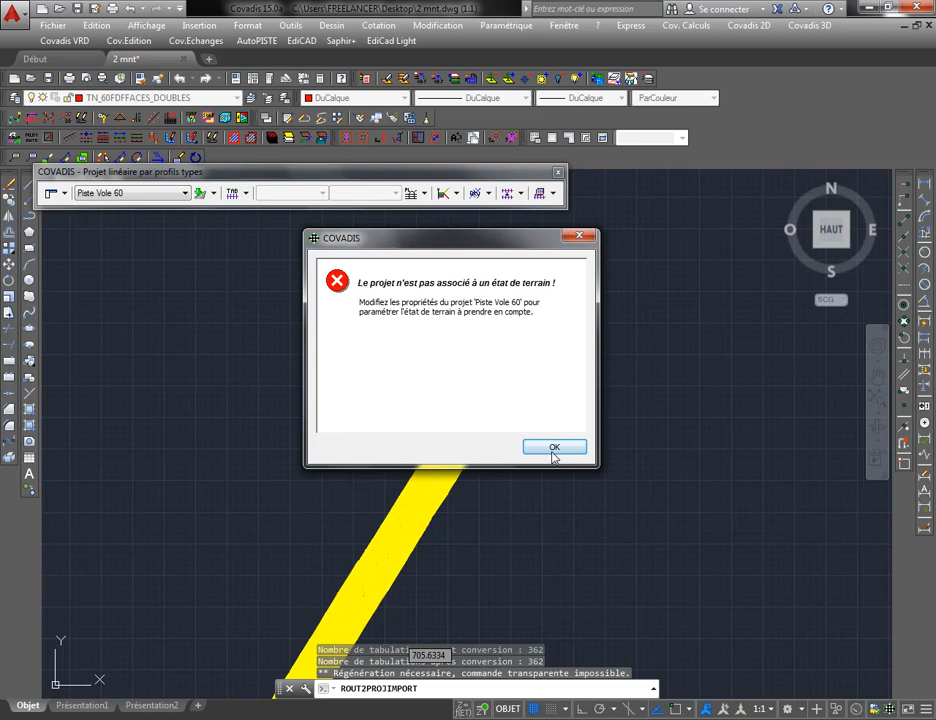 Covadis 15.0a
C:\Users\FREELANCER\Desktop\2 mnt.dwg (1:1)
Entrez mot-clé ou expression
Se connecter
Fichier Edition Affichage Insertion Format Outils Dessin Cotation Modification Paramétrique Fenêtre ? Express Cov. Calculs Covadis 2D Covadis 3D
Covadis VRD Cov.Edition Cov.Echanges AutoPISTE EdiCAD Saphir+ EdiCad Light
Début 2 mnt* +
TN_60FDFFACES_DOUBLES DuCalque DuCalque DuCalque ParCouleur
COVADIS - Projet linéaire par profils types
Piste Vole 60 TAB
N
O HAUT E
S
SCG
COVADIS
Le projet n'est pas associé à un état de terrain !
Modifiez les propriétés du projet 'Piste Vole 60' pour
paramétrer l'état de terrain à prendre en compte.
OK
A
Y
X
Nombre de tabulations conversion : 362
705.6334
Nombre de tabulations après conversion : 362
** Régénération nécessaire, commande transparente impossible.
ROUT2PROJIMPORT
Objet Présentation1 Présentation2 +
OBJET 1:1